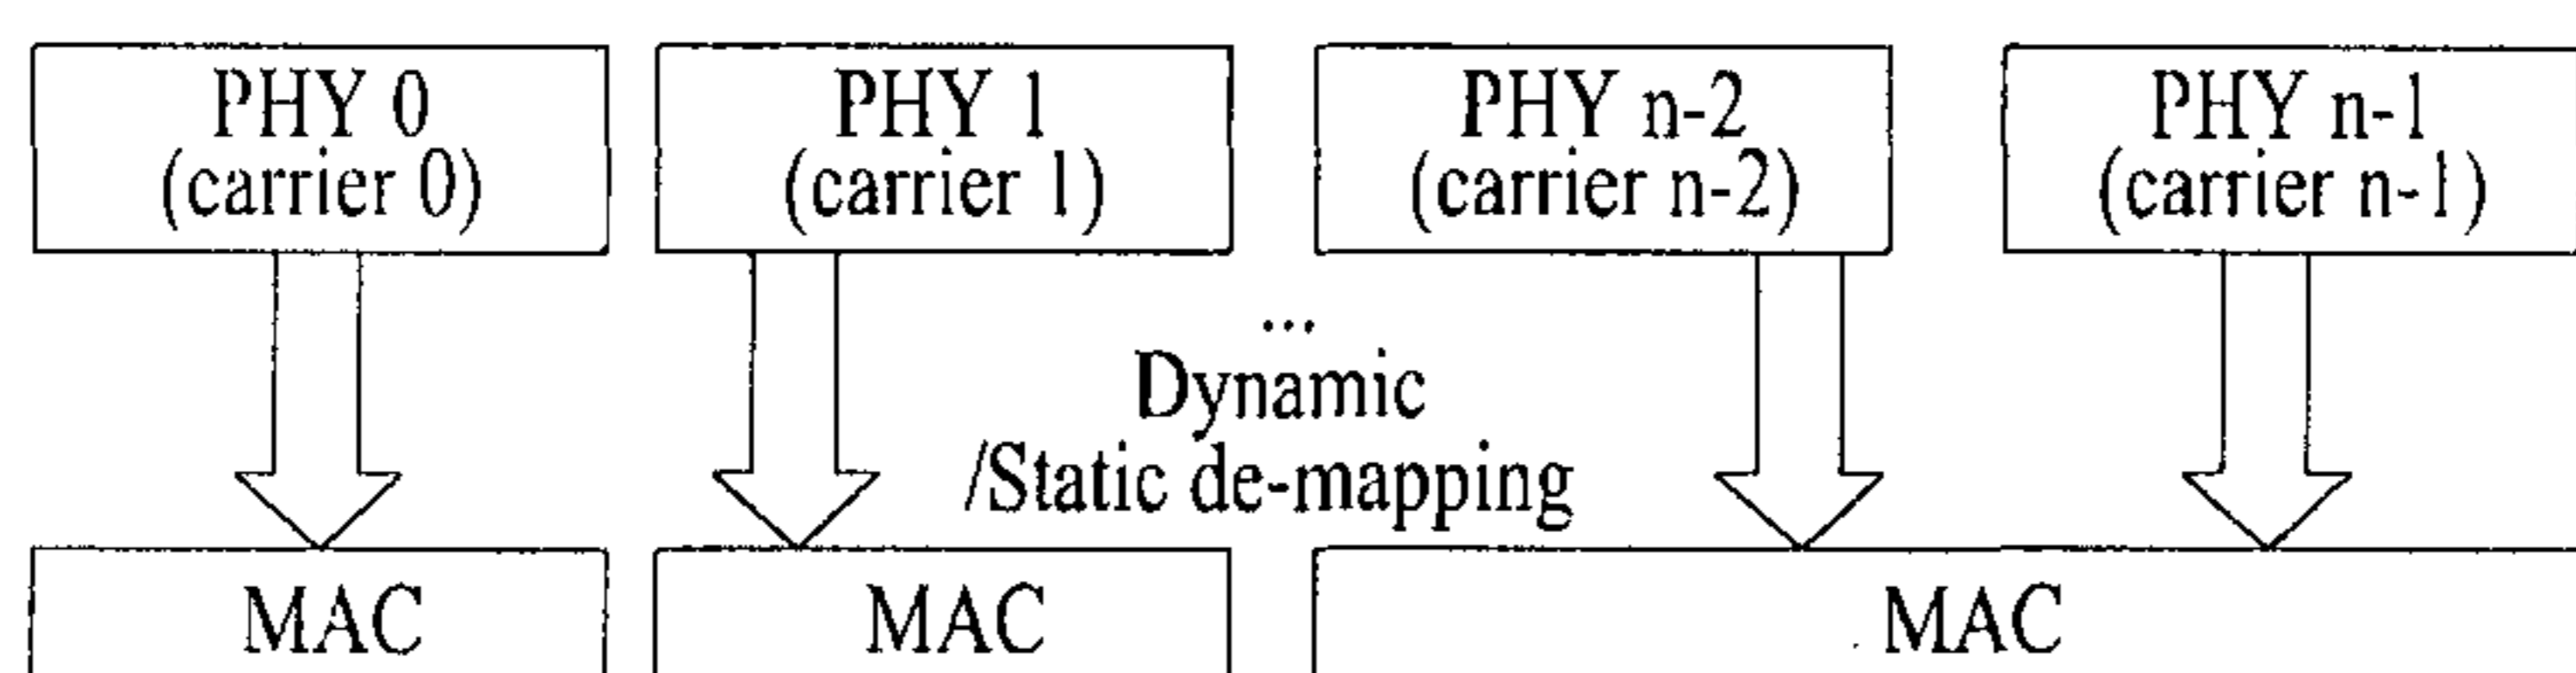 PHY 0
(carrier 0)
PHY 1
(carrier 1)
PHY n-2
(carrier n-2)
PHY n-1
(carrier n-1)
...
Dynamic
/Static de-mapping
MAC
MAC
MAC